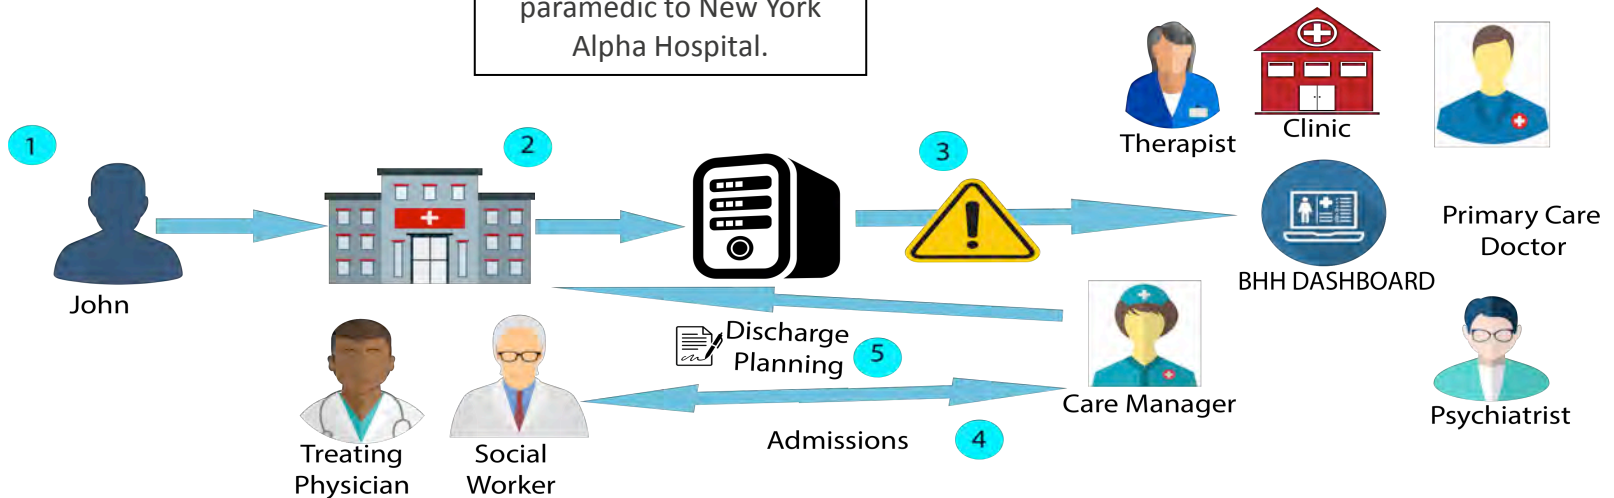 paramedic to New York
Alpha Hospital.
1
John
2
3
Therapist
Clinic
Primary Care
Doctor
BHH DASHBOARD
Discharge
Planning
5
Care Manager
Psychiatrist
Admissions
4
Treating
Physician
Social
Worker